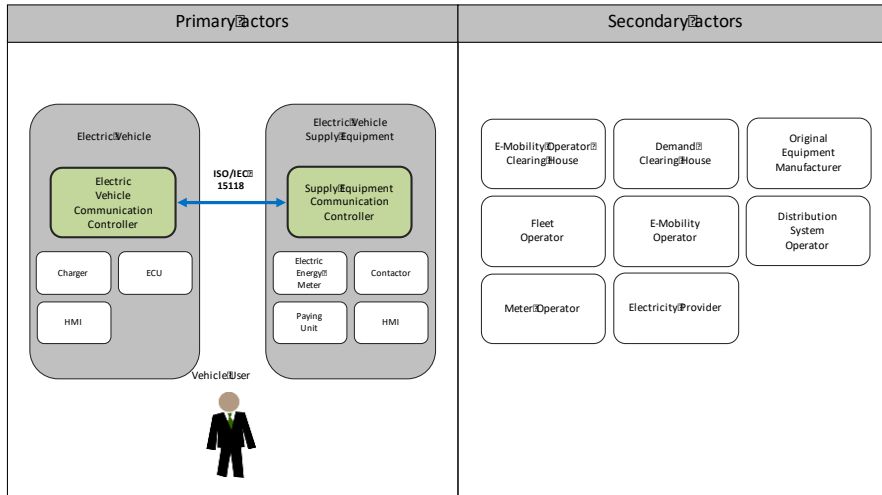 Primary actors
Secondary actors
Electric Vehicle
Electric Vehicle
Supply Equipment
ISO/IEC
15118
Electric
Vehicle
Communication
Controller
Supply Equipment
Communication
Controller
Charger
ECU
HMI
Electric
Energy
Meter
Contactor
Paying
Unit
HMI
Vehicle User
E-Mobility Operator
Clearing House
Demand
Clearing House
Original
Equipment
Manufacturer
Fleet
Operator
E-Mobility
Operator
Distribution
System
Operator
Meter Operator
Electricity Provider